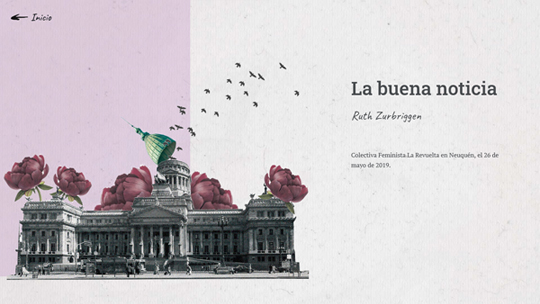 Inicio
La buena noticia
Ruth Zurbriggen
Colectiva Feminista La Revuelta en Neuquén, el 26 de
mayo de 2019.